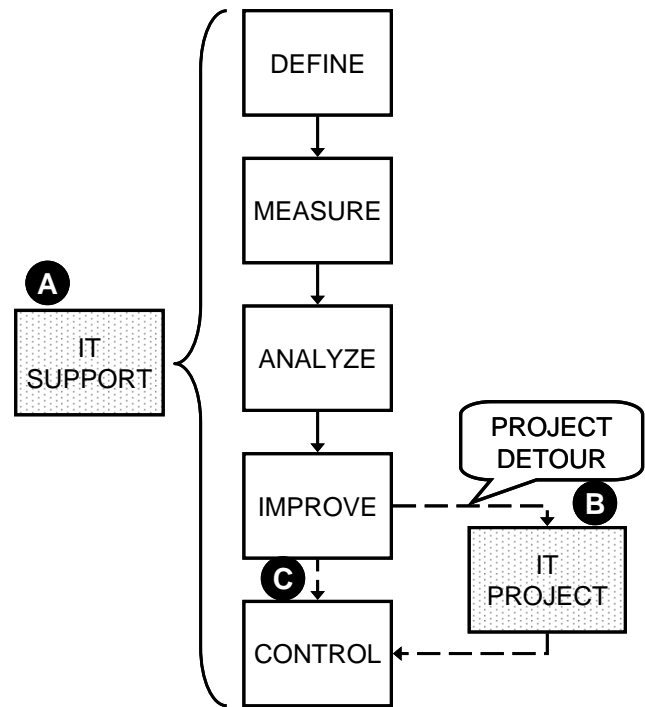 DEFINE
MEASURE
A
IT
SUPPORT
ANALYZE
PROJECT
DETOUR
IMPROVE
B
IT
PROJECT
C
CONTROL